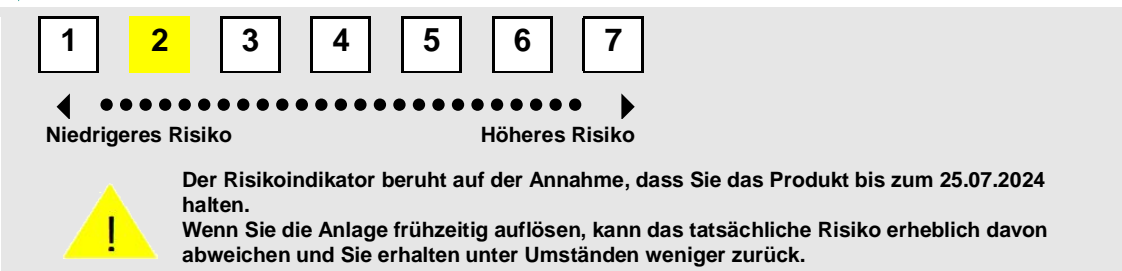 1 2 3 4 5 6 7
Niedrigeres Risiko Höheres Risiko
Der Risikoindikator beruht auf der Annahme, dass Sie das Produkt bis zum 25.07.2024
halten.
Wenn Sie die Anlage frühzeitig auflösen, kann das tatsächliche Risiko erheblich davon
abweichen und Sie erhalten unter Umständen weniger zurück.
!